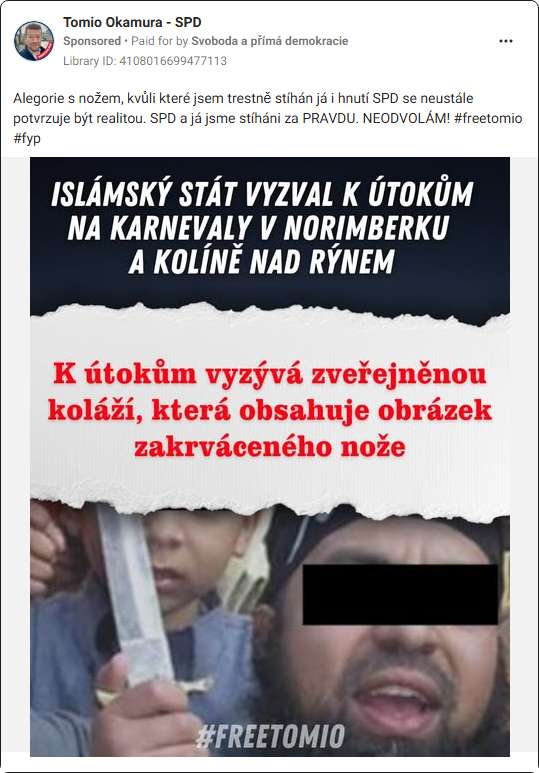 Tomio Okamura - SPD
Sponsored • Paid for by Svoboda a přímá demokracie
Library ID: 4108016699477113
Alegorie s nožem, kvůli které jsem trestně stíhán já i hnutí SPD se neustále
potvrzuje být realitou. SPD a já jsme stíháni za PRAVDU. NEODVOLÁM! #freetomio
#fyp
ISLÁMSKÝ STÁT VYZVAL K ÚTOKŮM
NA KARNEVALY V NORIMBERKU
A KOLÍNĚ NAD RÝNEM
K útokům vyzývá zveřejněnou
koláží, která obsahuje obrázek
zakrváceného nože
#FREETOMIO